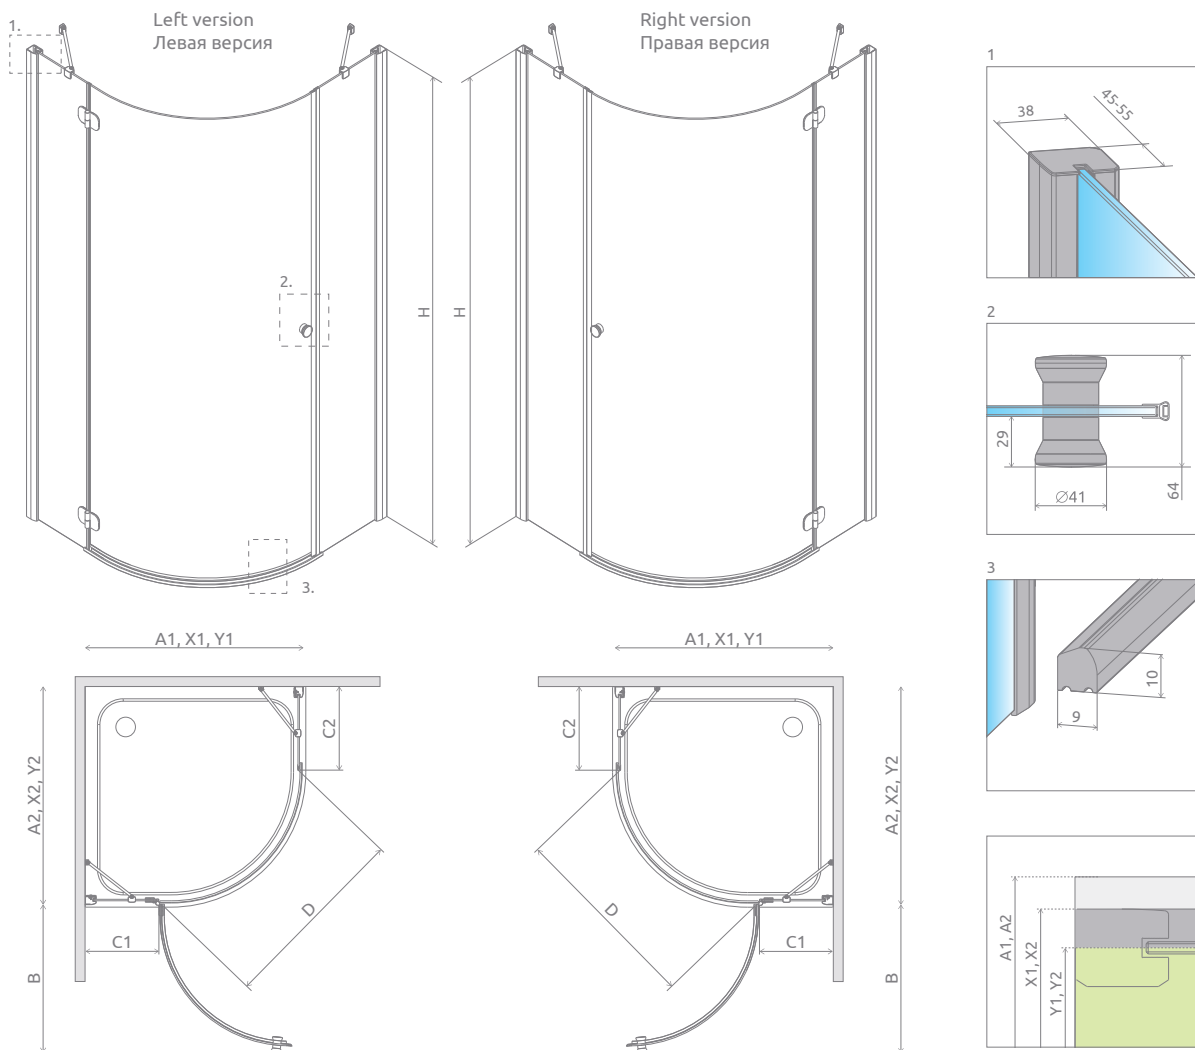 Left version
Левая версия
Right version
Правая версия
1.
2.
3.
H
H
1
38
45-55
2
29
Ø41
64
3
10
9
A1, X1, Y1
C2
A2, X2, Y2
D
C1
B
A1, X1, Y1
C2
A2, X2, Y2
D
C1
B
A1, A2
X1, X2
Y1, Y2